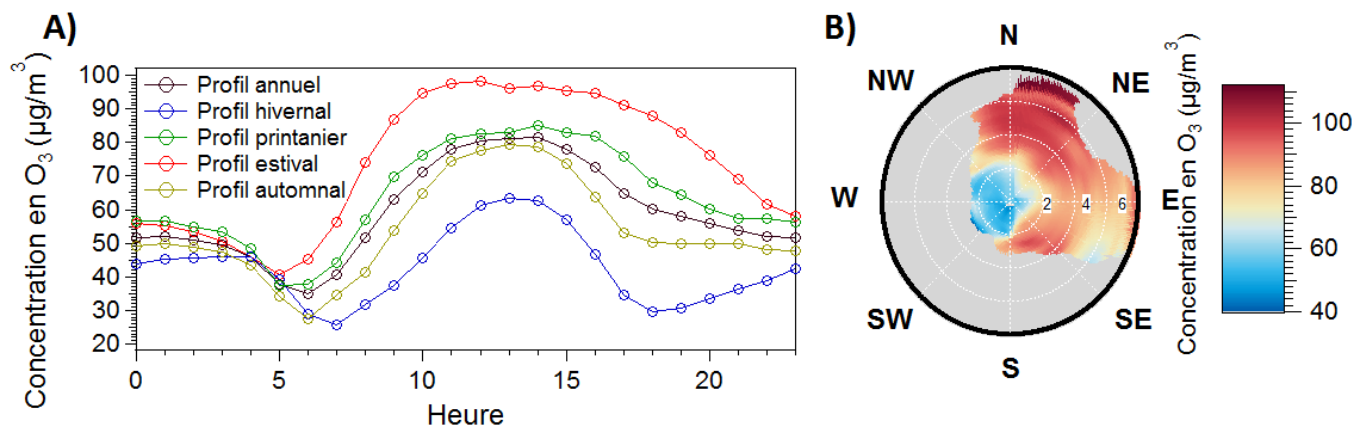 A)
Concentration en O3 (µg/m3)
100
90
80
70
60
50
40
30
20
Profil annuel
Profil hivernal
Profil printanier
Profil estival
Profil automnal
0 5 10 15 20
Heure
B)
N
NW NE
W 2 4 6 E
SW SE
S
Concentration en O3 (µg/m3)
100
80
60
40